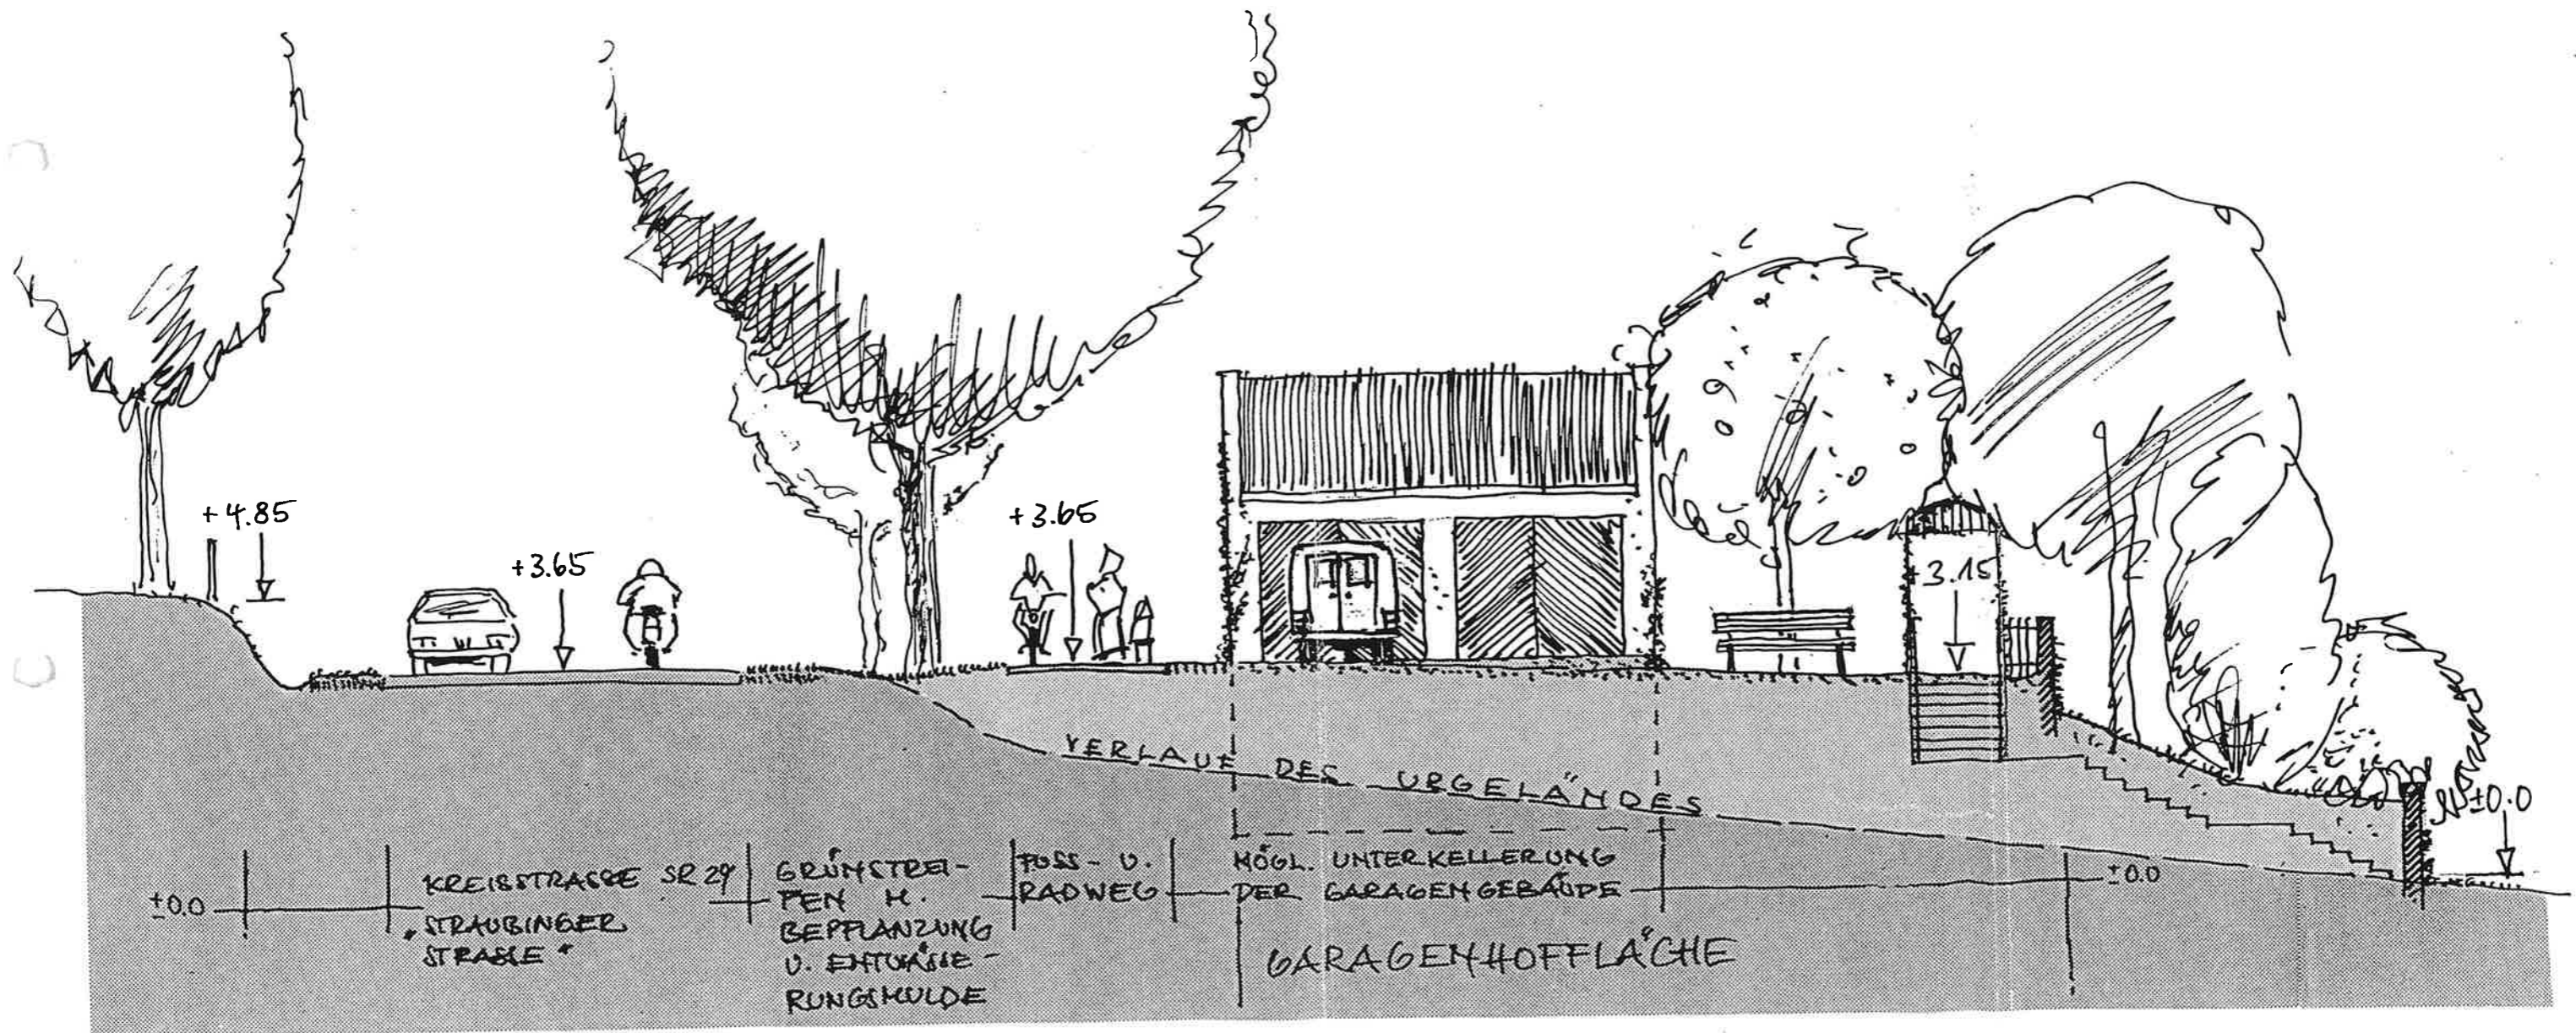 +4.85
+3.65
+3.65
+3.15
VERLAUF DES URGELÄNDES
±0.0
±0.0
KREISSTRASSE SR 29
"STRAUBINGER
STRASSE"
GRÜNSTREI-
FEN M.
BEPFLANZUNG
U. ENTWÄSSE-
RUNGSMULDE
FUSS- U.
RADWEG
MÖGL. UNTERKELLERUNG
DER GARAGENGEBÄUDE
±0.0
GARAGENHOFFLÄCHE